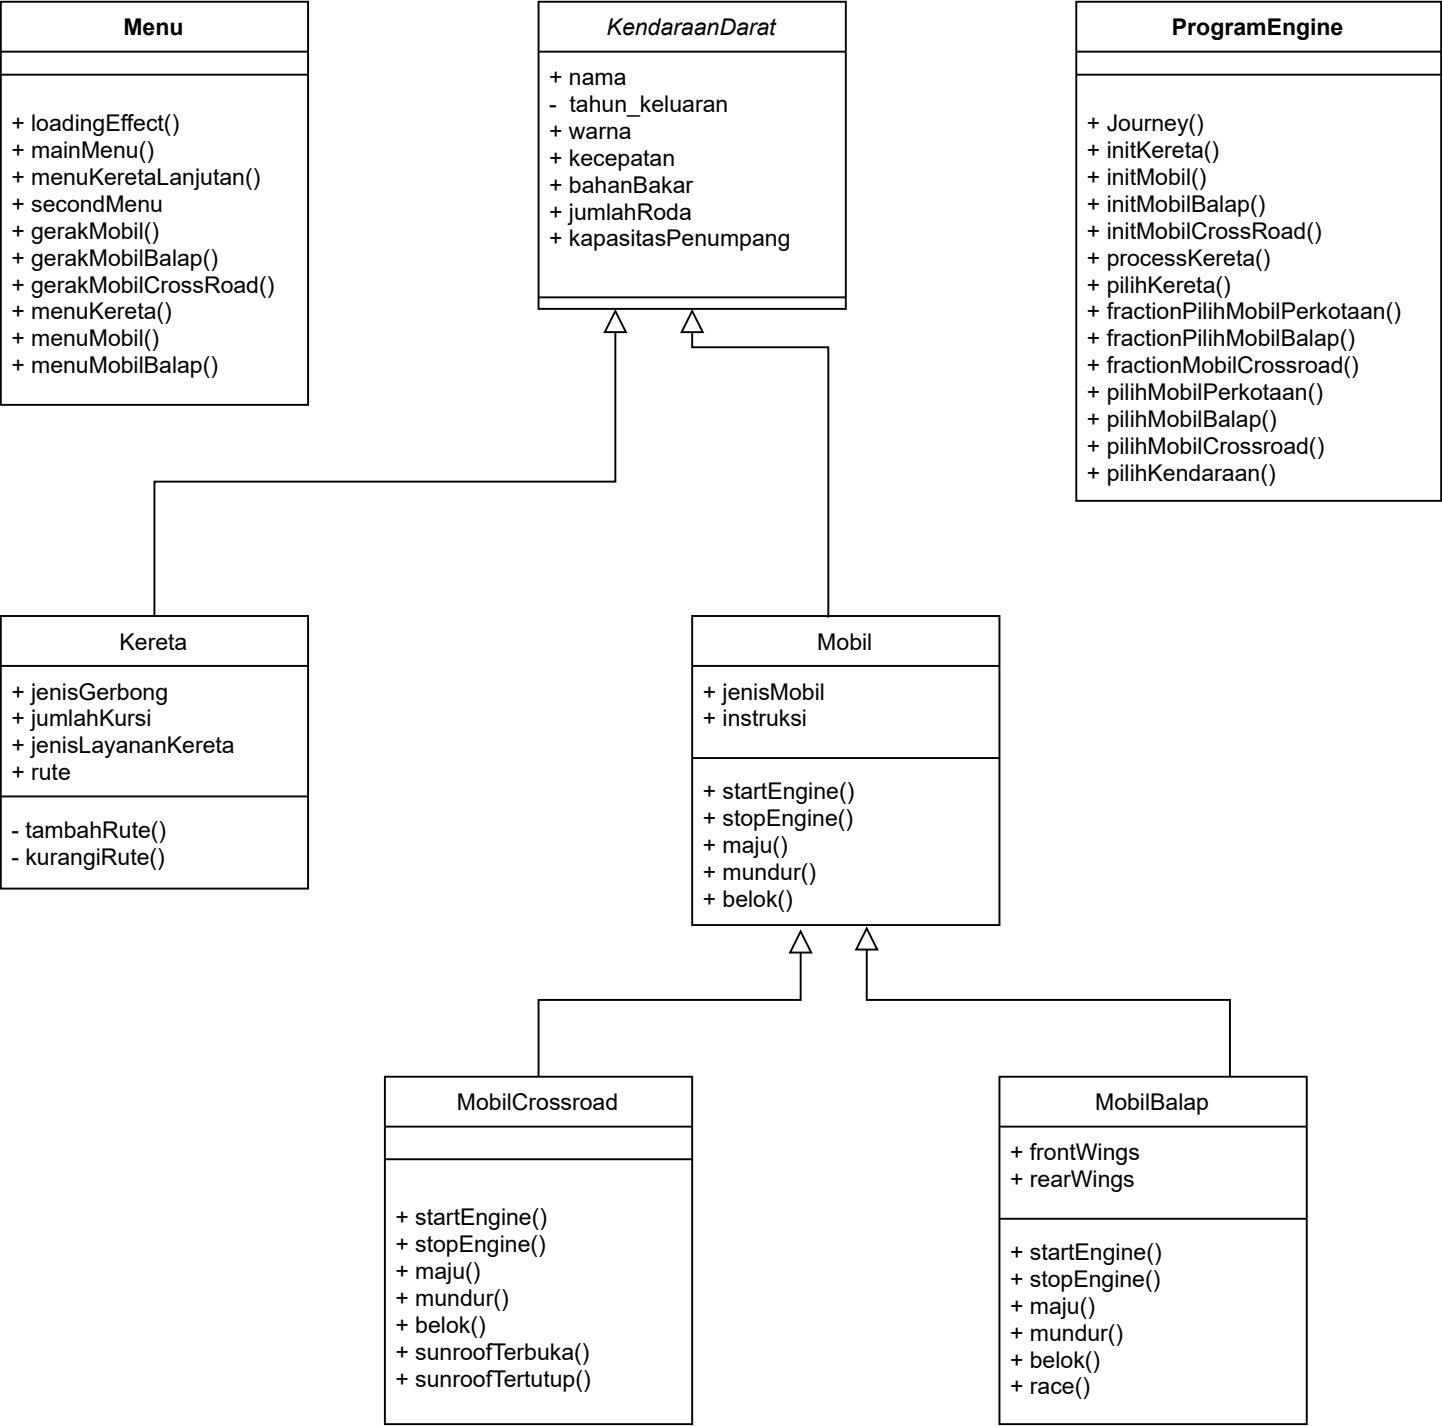 Menu
+ loadingEffect()
+ mainMenu()
+ menuKeretaLanjutan()
+ secondMenu
+ gerakMobil()
+ gerakMobilBalap()
+ gerakMobilCrossRoad()
+ menuKereta()
+ menuMobil()
+ menuMobilBalap()
KendaraanDarat
+ nama
- tahun_keluaran
+ warna
+ kecepatan
+ bahanBakar
+ jumlahRoda
+ kapasitasPenumpang
ProgramEngine
+ Journey()
+ initKereta()
+ initMobil()
+ initMobilBalap()
+ initMobilCrossRoad()
+ processKereta()
+ pilihKereta()
+ fractionPilihMobilPerkotaan()
+ fractionPilihMobilBalap()
+ fractionMobilCrossroad()
+ pilihMobilPerkotaan()
+ pilihMobilBalap()
+ pilihMobilCrossroad()
+ pilihKendaraan()
Kereta
+ jenisGerbong
+ jumlahKursi
+ jenisLayananKereta
+ rute
- tambahRute()
- kurangiRute()
Mobil
+ jenisMobil
+ instruksi
+ startEngine()
+ stopEngine()
+ maju()
+ mundur()
+ belok()
MobilCrossroad
+ startEngine()
+ stopEngine()
+ maju()
+ mundur()
+ belok()
+ sunroofTerbuka()
+ sunroofTertutup()
MobilBalap
+ frontWings
+ rearWings
+ startEngine()
+ stopEngine()
+ maju()
+ mundur()
+ belok()
+ race()